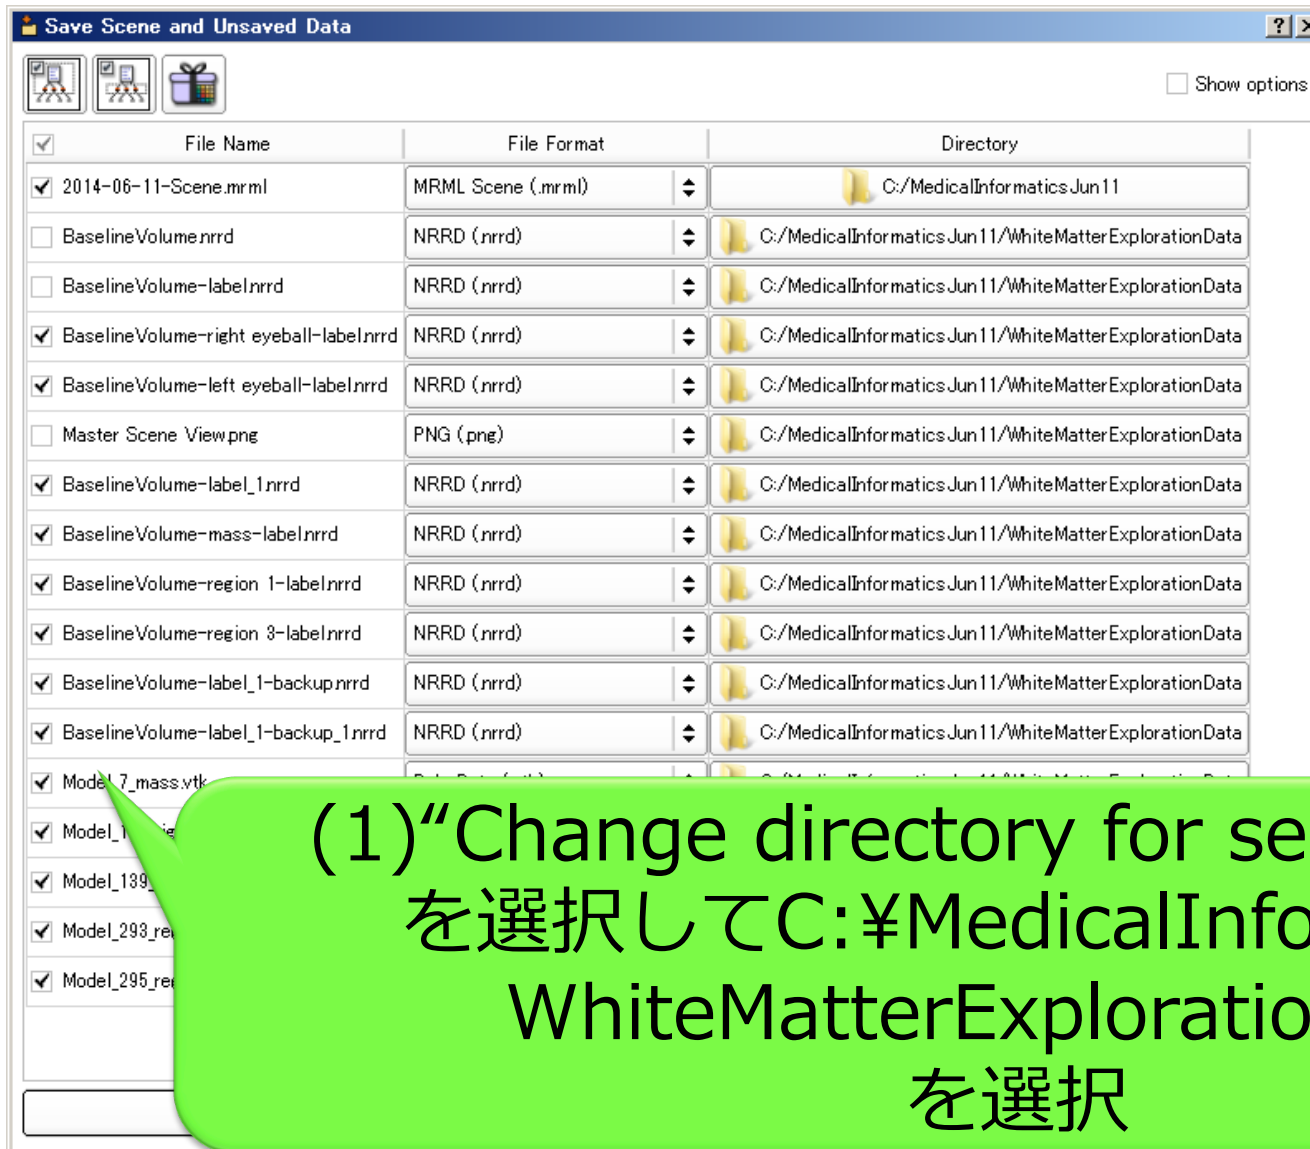 Save Scene and Unsaved Data
Show options
File Name File Format Directory
2014-06-11-Scene.mrml MRML Scene (.mrml) C:/MedicalInformaticsJun11
BaselineVolume.nrrd NRRD (.nrrd) C:/MedicalInformaticsJun11/WhiteMatterExplorationData
BaselineVolume-label.nrrd NRRD (.nrrd) C:/MedicalInformaticsJun11/WhiteMatterExplorationData
BaselineVolume-right eyeball-label.nrrd NRRD (.nrrd) C:/MedicalInformaticsJun11/WhiteMatterExplorationData
BaselineVolume-left eyeball-label.nrrd NRRD (.nrrd) C:/MedicalInformaticsJun11/WhiteMatterExplorationData
Master Scene View.png PNG (.png) C:/MedicalInformaticsJun11/WhiteMatterExplorationData
BaselineVolume-label_1.nrrd NRRD (.nrrd) C:/MedicalInformaticsJun11/WhiteMatterExplorationData
BaselineVolume-mass-label.nrrd NRRD (.nrrd) C:/MedicalInformaticsJun11/WhiteMatterExplorationData
BaselineVolume-region 1-label.nrrd NRRD (.nrrd) C:/MedicalInformaticsJun11/WhiteMatterExplorationData
BaselineVolume-region 3-label.nrrd NRRD (.nrrd) C:/MedicalInformaticsJun11/WhiteMatterExplorationData
BaselineVolume-label_1-backup.nrrd NRRD (.nrrd) C:/MedicalInformaticsJun11/WhiteMatterExplorationData
BaselineVolume-label_1-backup_1.nrrd NRRD (.nrrd) C:/MedicalInformaticsJun11/WhiteMatterExplorationData
Model_7_mass.vtk
Model_1
Model_139_
Model_293_re
Model_295_re
(1)“Change directory for se
を選択してC:¥MedicalInfo
WhiteMatterExploratio
を選択